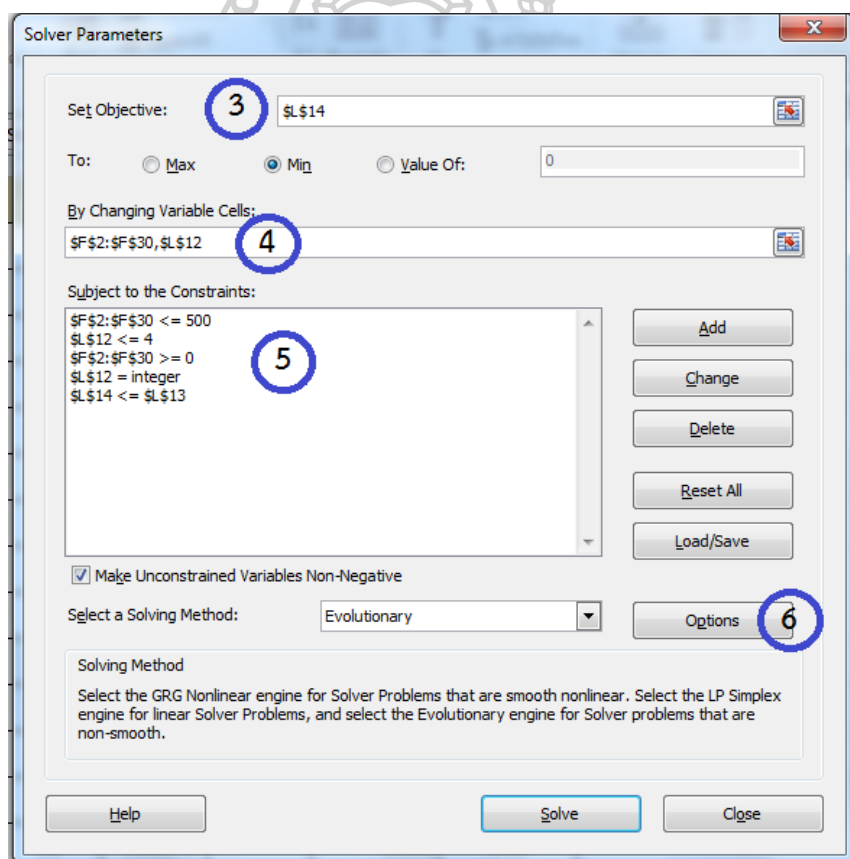 Solver Parameters
Set Objective: 3 $L$14
To: Max Min Value Of: 0
By Changing Variable Cells:
$F$2:$F$30,$L$12 4
Subject to the Constraints:
$F$2:$F$30 <= 500
$L$12 <= 4
$F$2:$F$30 >= 0
$L$12 = integer
$L$14 <= $L$13
5
Add
Change
Delete
Reset All
Load/Save
Make Unconstrained Variables Non-Negative
Select a Solving Method: Evolutionary Options 6
Solving Method
Select the GRG Nonlinear engine for Solver Problems that are smooth nonlinear. Select the LP Simplex
engine for linear Solver Problems, and select the Evolutionary engine for Solver problems that are
non-smooth.
Help Solve Close